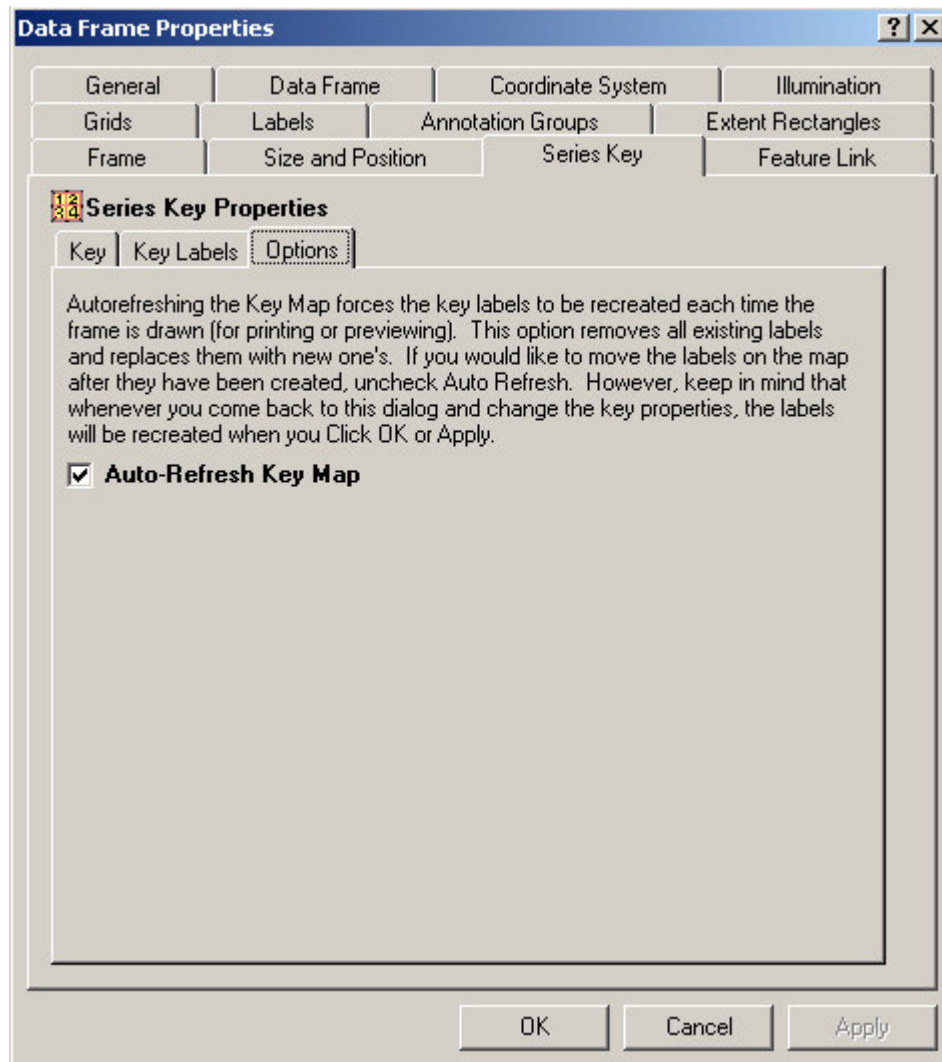 Data Frame Properties
General Data Frame Coordinate System Illumination
Grids Labels Annotation Groups Extent Rectangles
Frame Size and Position Series Key Feature Link
1 2
3 4
Series Key Properties
Key Key Labels Options
Autorefreshing the Key Map forces the key labels to be recreated each time the
frame is drawn (for printing or previewing). This option removes all existing labels
and replaces them with new one's. If you would like to move the labels on the map
after they have been created, uncheck Auto Refresh. However, keep in mind that
whenever you come back to this dialog and change the key properties, the labels
will be recreated when you Click OK or Apply.
Auto-Refresh Key Map
OK Cancel Apply